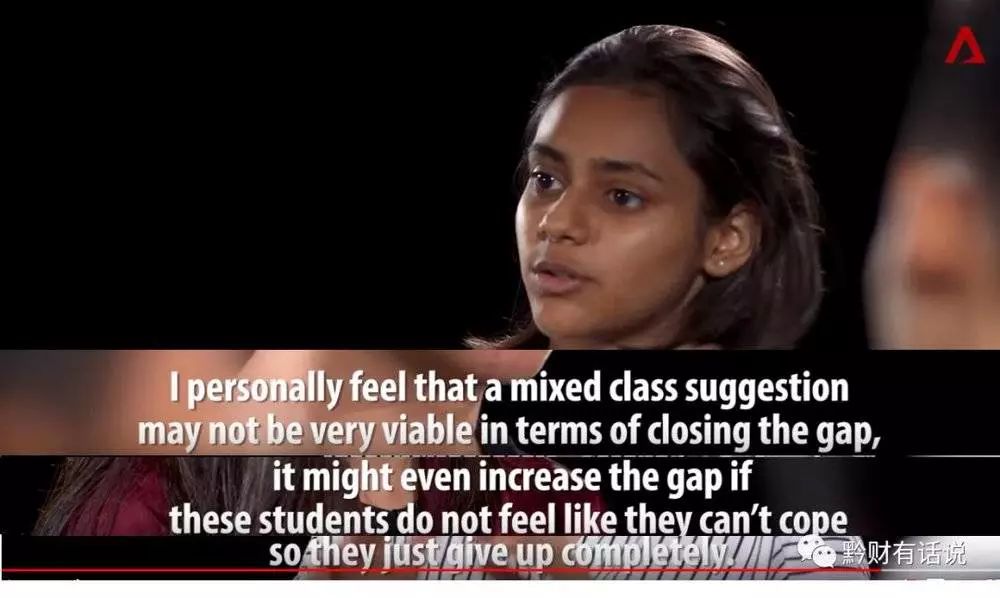 I personally feel that a mixed class suggestion
may not be very viable in terms of closing the gap,
it might even increase the gap if
these students do not feel like they can't cope
so they just give up completely.
黔财有话说